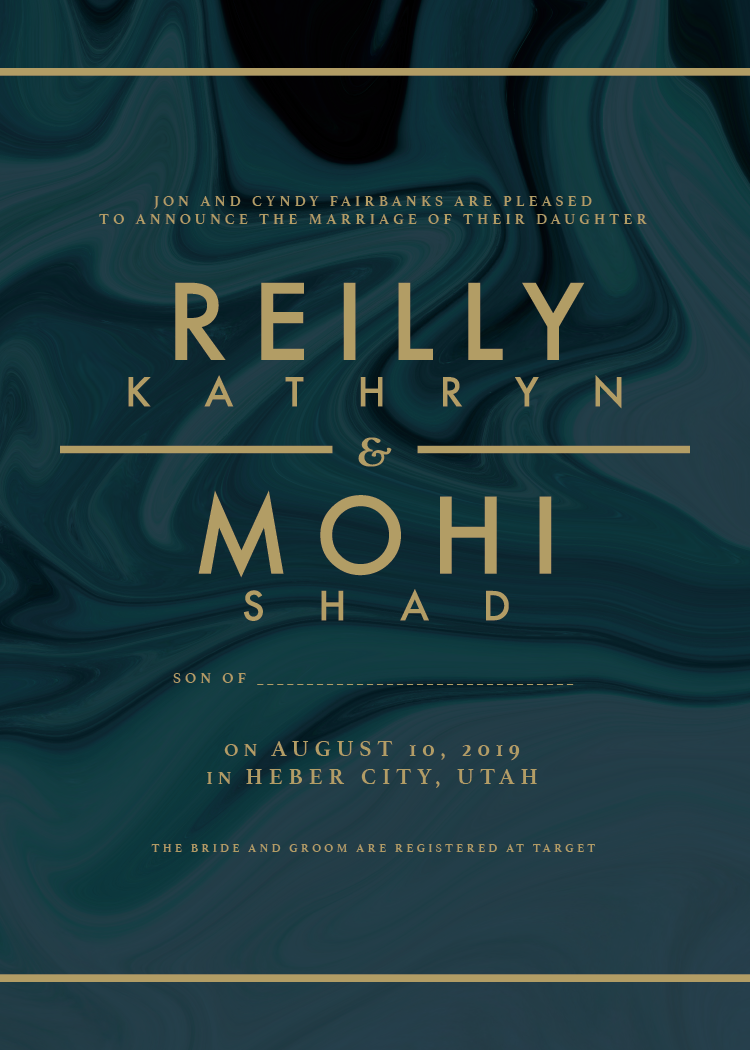 JON AND CYNDY FAIRBANKS ARE PLEASED
TO ANNOUNCE THE MARRIAGE OF THEIR DAUGHTER
REILLY
KATHRYN
&
MOHI
SHAD
SON OF ________________________________
ON AUGUST 10, 2019
IN HEBER CITY, UTAH
THE BRIDE AND GROOM ARE REGISTERED AT TARGET